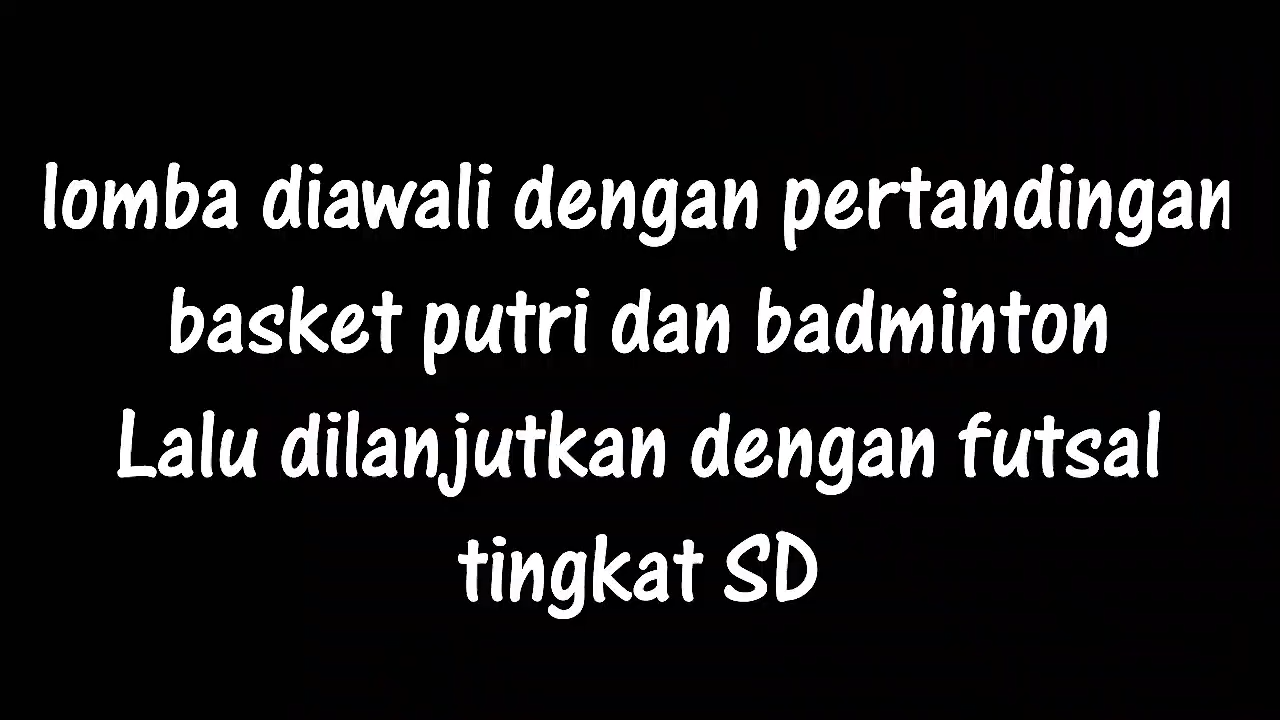 lomba diawali dengan pertandingan
basket putri dan badminton
Lalu dilanjutkan dengan futsal
tingkat SD